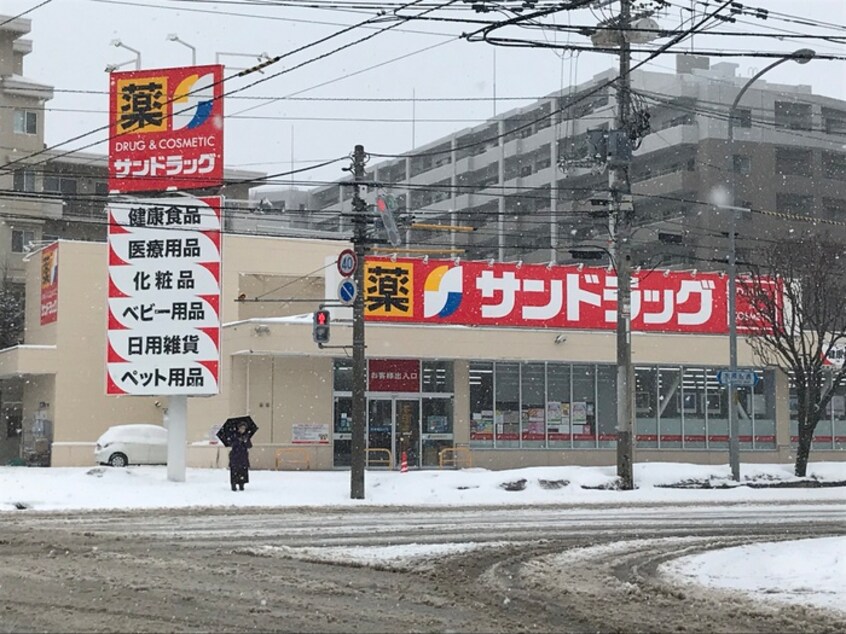 薬
DRUG & COSMETIC
サンドラッグ
健康食品
医療用品
化粧品
ベビー用品
日用雑貨
ペット用品
40
薬
サンドラッグ
お客様出入口